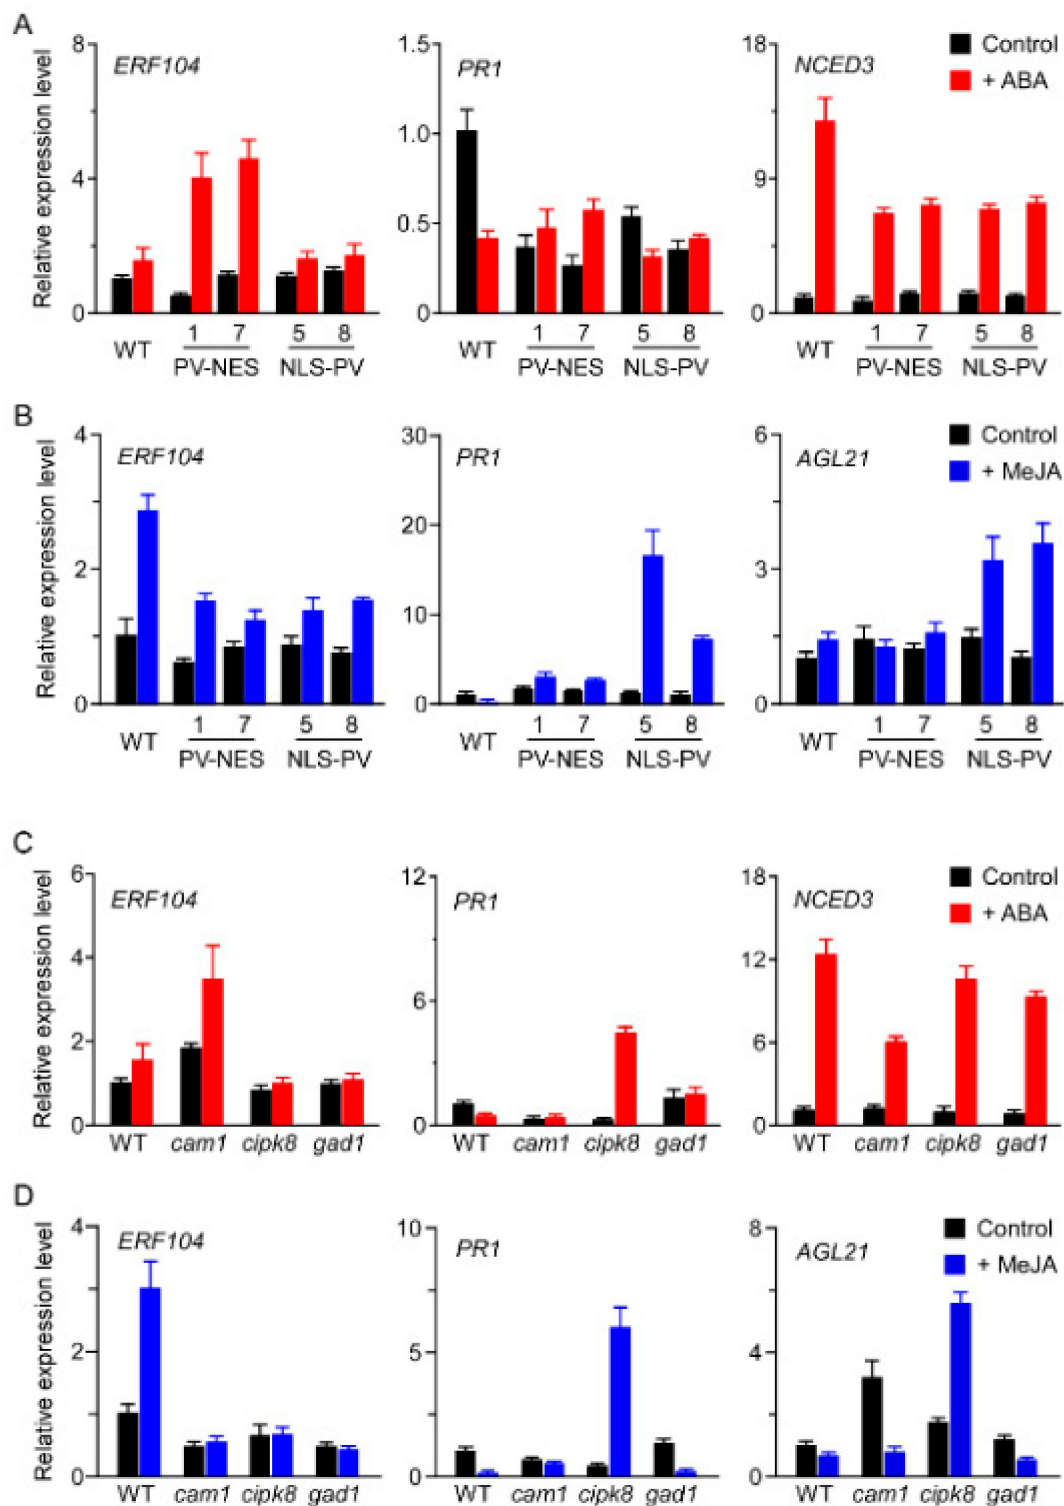 A
Relative expression level
8
4
0
ERF104
WT
1 7
PV-NES
5 8
NLS-PV
1.5
1.0
0.5
0
PR1
WT
1 7
PV-NES
5 8
NLS-PV
18
9
0
NCED3
Control
+ ABA
WT
1 7
PV-NES
5 8
NLS-PV
B
Relative expression level
4
2
0
ERF104
WT
1 7
PV-NES
5 8
NLS-PV
30
20
10
0
PR1
WT
1 7
PV-NES
5 8
NLS-PV
6
3
0
AGL21
Control
+ MeJA
WT
1 7
PV-NES
5 8
NLS-PV
C
Relative expression level
6
4
2
0
ERF104
WT cam1 cipk8 gad1
12
6
0
PR1
WT cam1 cipk8 gad1
18
12
6
0
NCED3
Control
+ ABA
WT cam1 cipk8 gad1
D
Relative expression level
4
2
0
ERF104
WT cam1 cipk8 gad1
10
5
0
PR1
WT cam1 cipk8 gad1
8
4
0
AGL21
Control
+ MeJA
WT cam1 cipk8 gad1